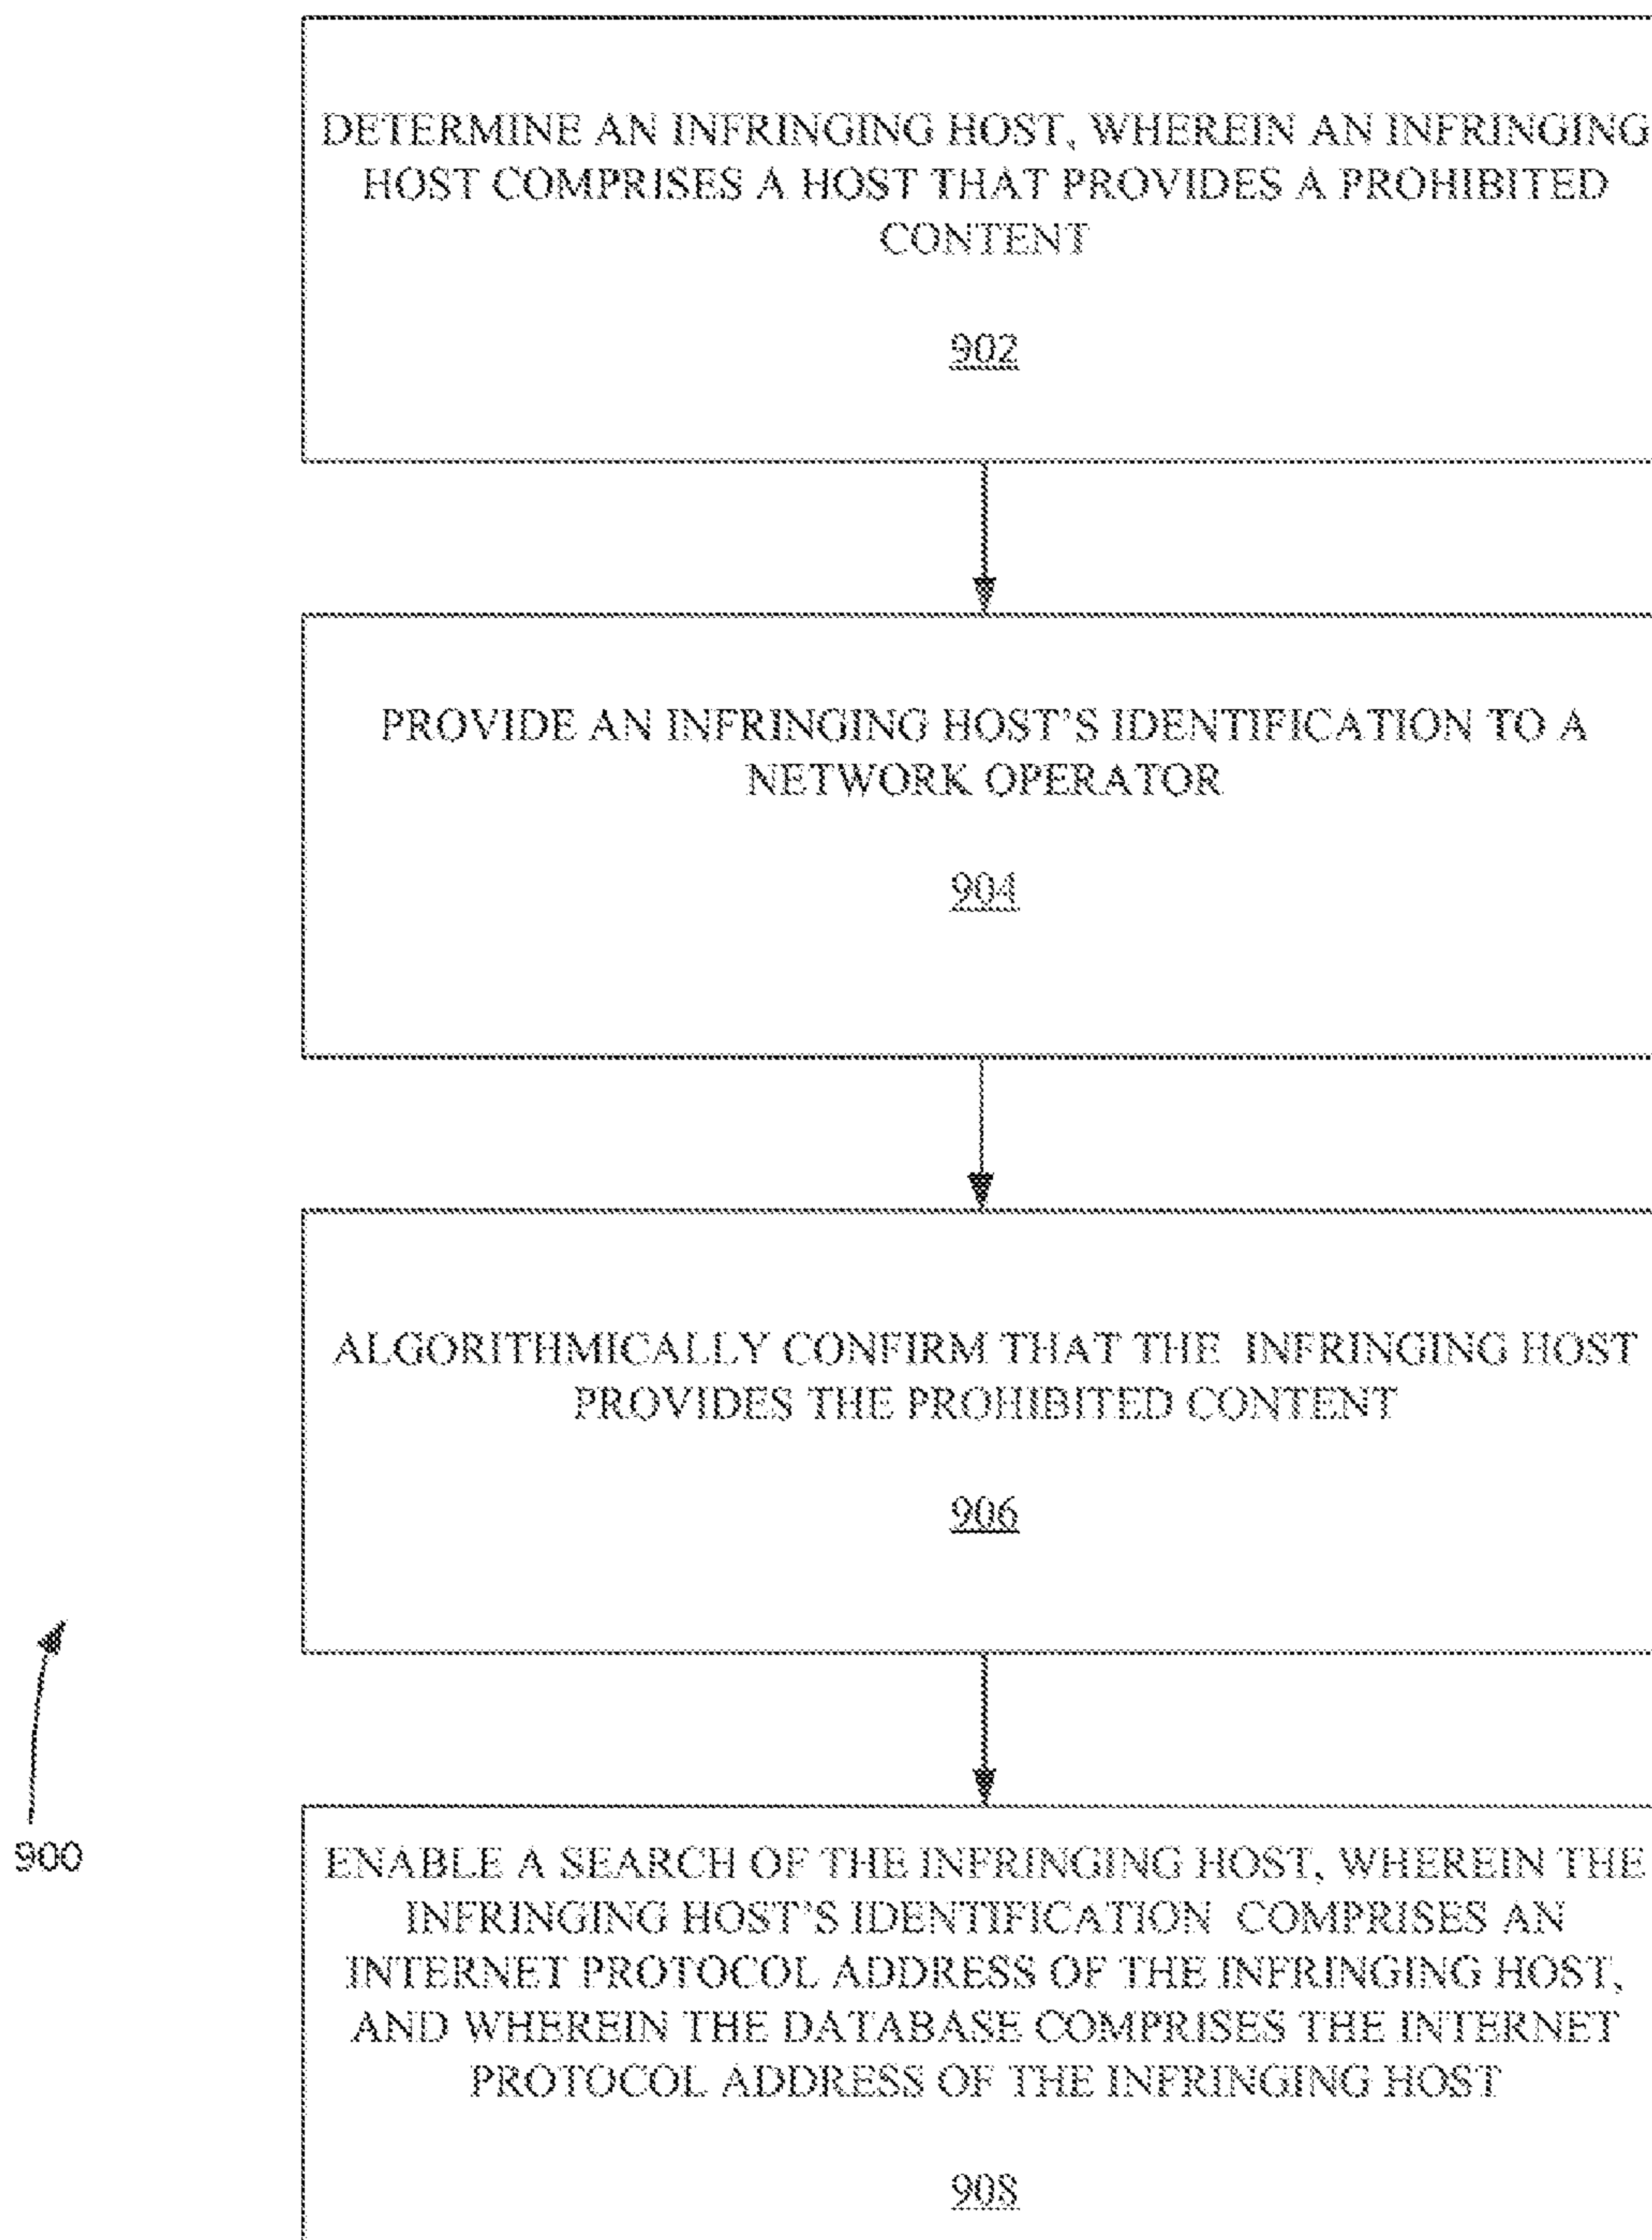 DETERMINE AN INFRINGING HOST, WHEREIN AN INFRINGING
HOST COMPRISES A HOST THAT PROVIDES A PROHIBITED
CONTENT
902
PROVIDE AN INFRINGING HOST'S IDENTIFICATION TO A
NETWORK OPERATOR
904
ALGORITHMICALLY CONFIRM THAT THE INFRINGING HOST
PROVIDES THE PROHIBITED CONTENT
906
900
ENABLE A SEARCH OF THE INFRINGING HOST, WHEREIN THE
INFRINGING HOST'S IDENTIFICATION COMPRISES AN
INTERNET PROTOCOL ADDRESS OF THE INFRINGING HOST,
AND WHEREIN THE DATABASE COMPRISES THE INTERNET
PROTOCOL ADDRESS OF THE INFRINGING HOST
908